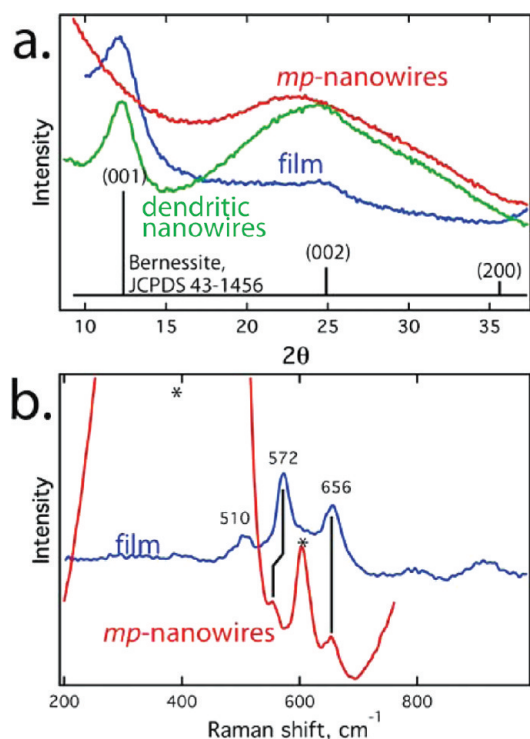 a.
mp-nanowires
film
dendritic
nanowires
(001)
(002)
(200)
Bernessite,
JCPDS 43-1456
Intensity
10 15 20 25 30 35
2θ
b.
*
572
656
510
film
*
mp-nanowires
Intensity
200 400 600 800
Raman shift, cm-1